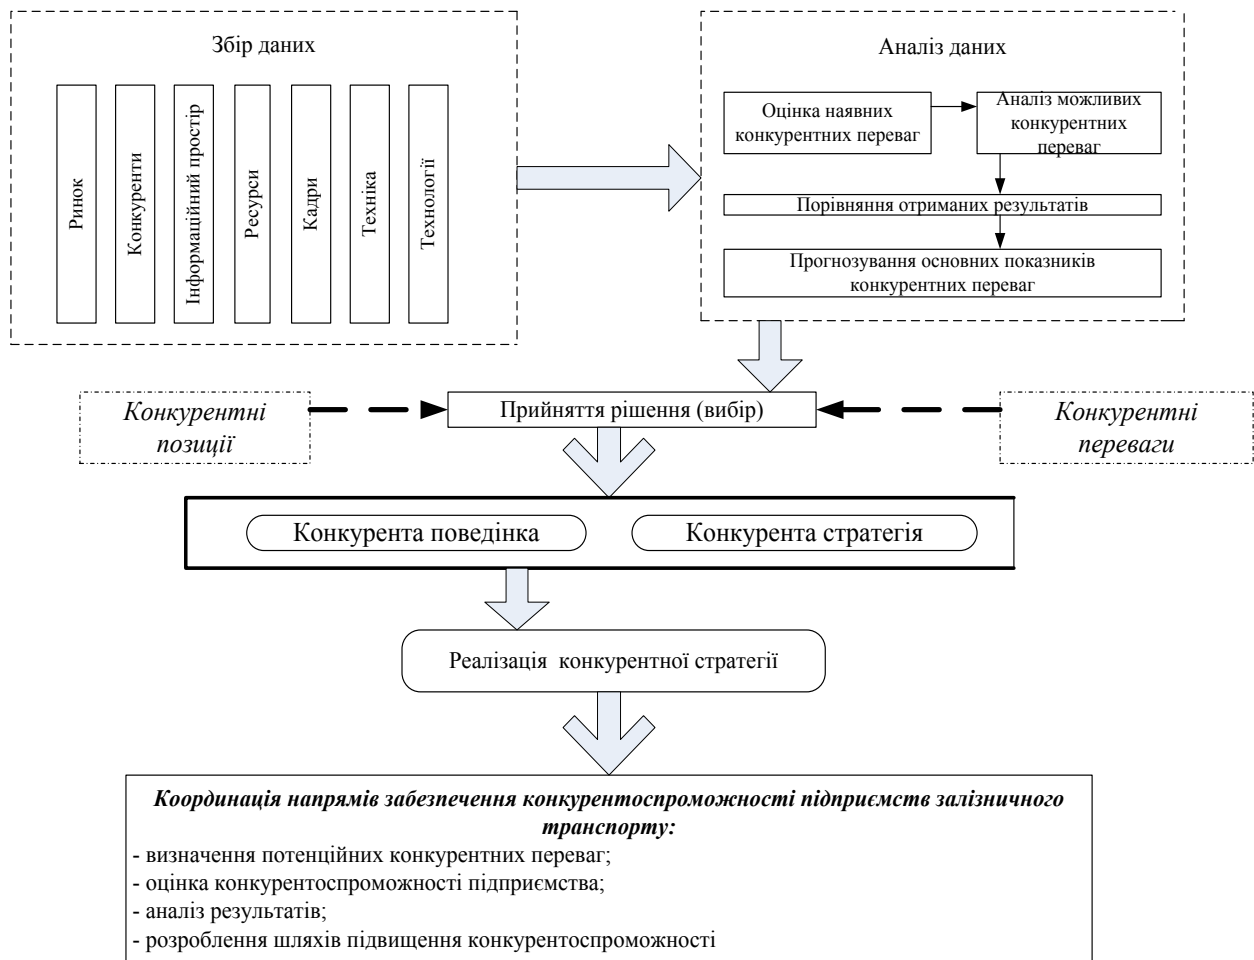 Збір даних
Ринок
Конкуренти
Інформаційний простір
Ресурси
Кадри
Техніка
Технології
Аналіз даних
Оцінка наявних
конкурентних переваг
Аналіз можливих
конкурентних
переваг
Порівняння отриманих результатів
Прогнозування основних показників
конкурентних переваг
Конкурентні
позиції
Прийняття рішення (вибір)
Конкурентні
переваги
Конкурента поведінка
Конкурента стратегія
Реалізація конкурентної стратегії
Координація напрямів забезпечення конкурентоспроможності підприємств залізничного
транспорту:
- визначення потенційних конкурентних переваг;
- оцінка конкурентоспроможності підприємства;
- аналіз результатів;
- розроблення шляхів підвищення конкурентоспроможності